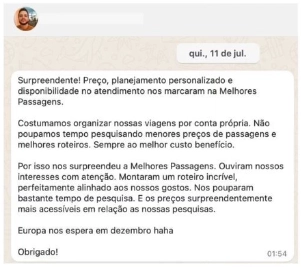 qui., 11 de jul.
Surpreendente! Preço, planejamento personalizado e
disponibilidade no atendimento nos marcaram na Melhores
Passagens.
Costumamos organizar nossas viagens por conta própria. Não
poupamos tempo pesquisando menores preços de passagens e
melhores roteiros. Sempre ao melhor custo benefício.
Por isso nos surpreendeu a Melhores Passagens. Ouviram nossos
interesses com atenção. Montaram um roteiro incrível,
perfeitamente alinhado aos nossos gostos. Nos pouparam
bastante tempo de pesquisa. E os preços surpreendentemente
mais acessíveis em relação as nossas pesquisas.
Europa nos espera em dezembro haha
Obrigado!
01:54